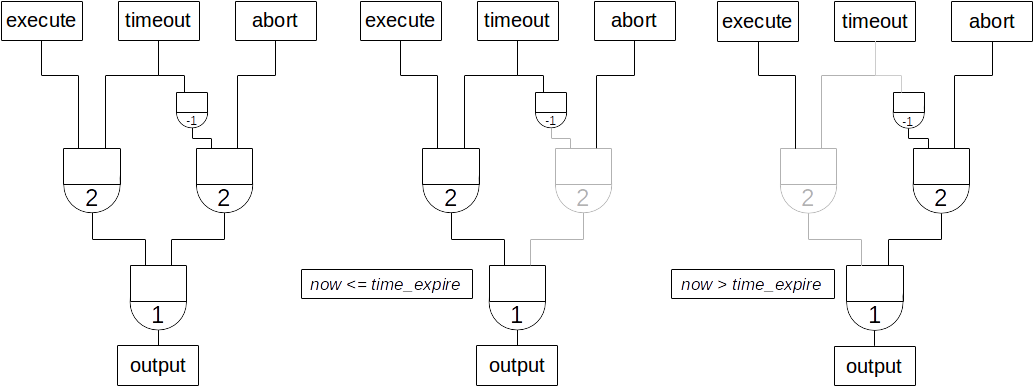 execute timeout abort execute timeout abort execute timeout abort
-1 -1 -1
2 2 2 2 2 2
now <= time_expire now > time_expire
1 1 1
output output output